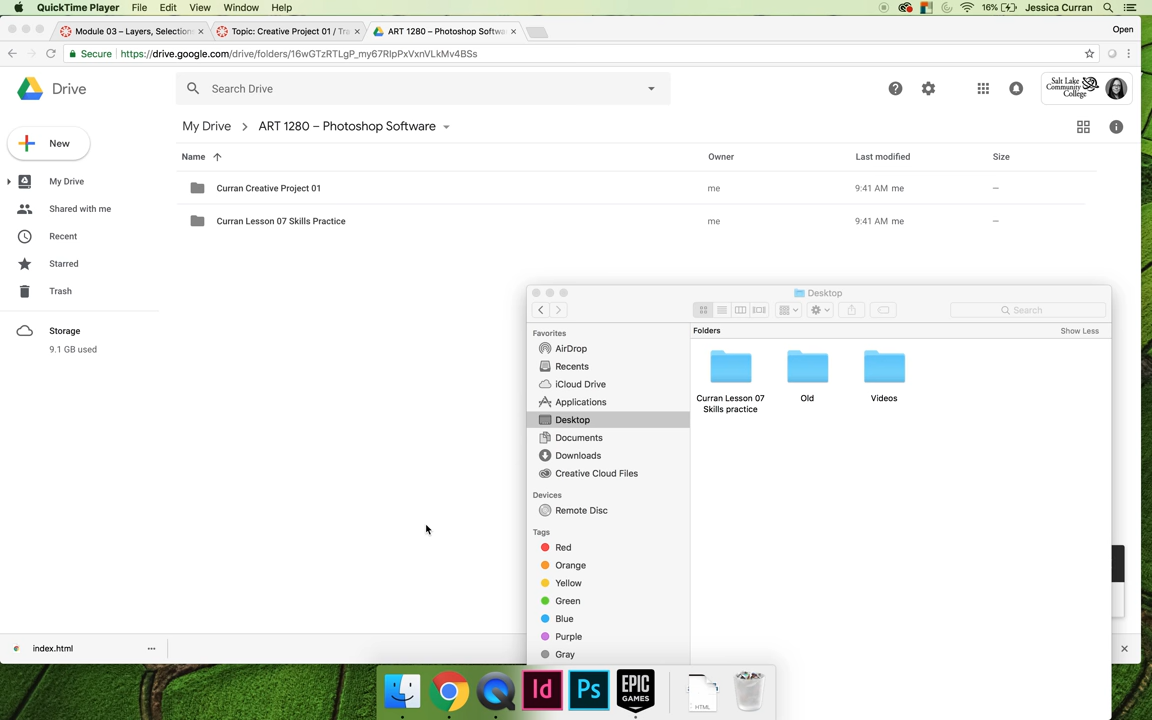 QuickTime Player File Edit View Window Help 16% Jessica Curran
Module 03 – Layers, Selection × Topic: Creative Project 01 / Tra × ART 1280 – Photoshop Softwa × Open
Secure https://drive.google.com/drive/folders/16wGTzRTLgP_my67RIpPxVxnVLkMv4BSs
Drive Search Drive Salt Lake Community College
My Drive > ART 1280 – Photoshop Software
New
Name Owner Last modified Size
My Drive Curran Creative Project 01 me 9:41 AM me –
Shared with me
Curran Lesson 07 Skills Practice me 9:41 AM me –
Recent
Starred
Trash
Storage
9.1 GB used
Desktop
Search
Favorites
AirDrop
Recents
iCloud Drive
Applications
Desktop
Documents
Downloads
Creative Cloud Files
Devices
Remote Disc
Tags
Red
Orange
Yellow
Green
Blue
Purple
Gray
Folders Show Less
Curran Lesson 07 Skills practice Old Videos
index.html
Id Ps EPIC GAMES HTML